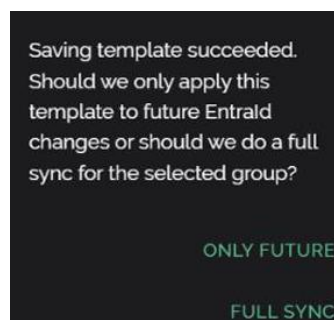 Saving template succeeded.
Should we only apply this
template to future EntraId
changes or should we do a full
sync for the selected group?
ONLY FUTURE
FULL SYNC